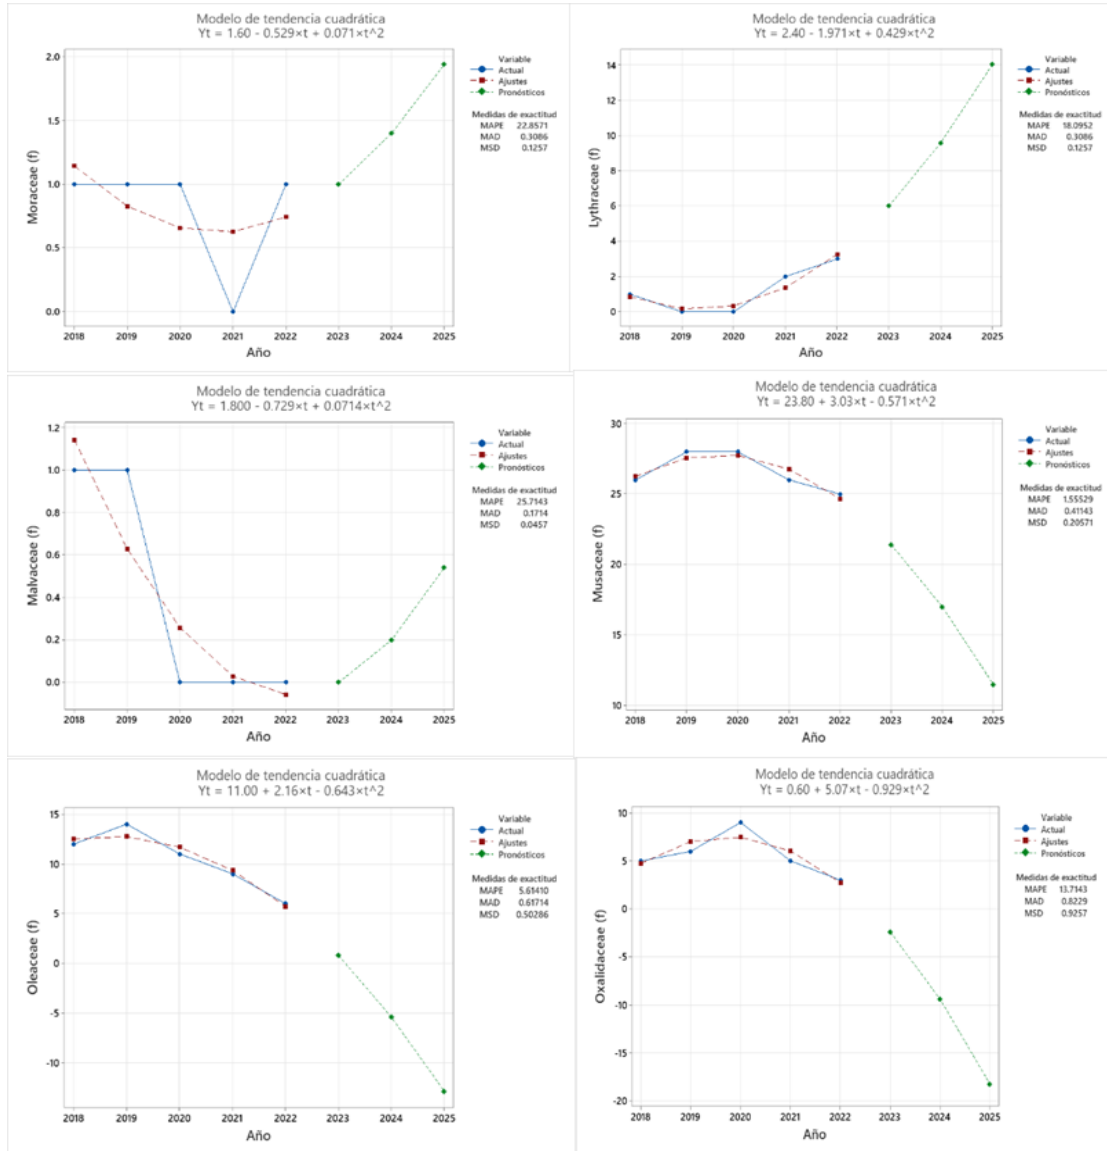 Modelo de tendencia cuadrática
Yt = 1.60 - 0.529×t + 0.071×t^2
Moraceae (f)
2.0
1.5
1.0
0.5
0.0
2018 2019 2020 2021 2022 2023 2024 2025
Año
Variable
Actual
Ajustes
Pronósticos
Medidas de exactitud
MAPE 22.8571
MAD 0.3086
MSD 0.1257
Modelo de tendencia cuadrática
Yt = 2.40 - 1.971×t + 0.429×t^2
Lythraceae (f)
14
12
10
8
6
4
2
0
2018 2019 2020 2021 2022 2023 2024 2025
Año
Variable
Actual
Ajustes
Pronósticos
Medidas de exactitud
MAPE 18.0952
MAD 0.3086
MSD 0.1257
Modelo de tendencia cuadrática
Yt = 1.800 - 0.729×t + 0.0714×t^2
Malvaceae (f)
1.2
1.0
0.8
0.6
0.4
0.2
0.0
2018 2019 2020 2021 2022 2023 2024 2025
Año
Variable
Actual
Ajustes
Pronósticos
Medidas de exactitud
MAPE 25.7143
MAD 0.1714
MSD 0.0457
Modelo de tendencia cuadrática
Yt = 23.80 + 3.03×t - 0.571×t^2
Musaceae (f)
30
25
20
15
10
2018 2019 2020 2021 2022 2023 2024 2025
Año
Variable
Actual
Ajustes
Pronósticos
Medidas de exactitud
MAPE 1.55529
MAD 0.41143
MSD 0.20571
Modelo de tendencia cuadrática
Yt = 11.00 + 2.16×t - 0.643×t^2
Oleaceae (f)
15
10
5
0
-5
-10
2018 2019 2020 2021 2022 2023 2024 2025
Año
Variable
Actual
Ajustes
Pronósticos
Medidas de exactitud
MAPE 5.61410
MAD 0.61714
MSD 0.50286
Modelo de tendencia cuadrática
Yt = 0.60 + 5.07×t - 0.929×t^2
Oxalidaceae (f)
10
5
0
-5
-10
-15
-20
2018 2019 2020 2021 2022 2023 2024 2025
Año
Variable
Actual
Ajustes
Pronósticos
Medidas de exactitud
MAPE 13.7143
MAD 0.8229
MSD 0.9257